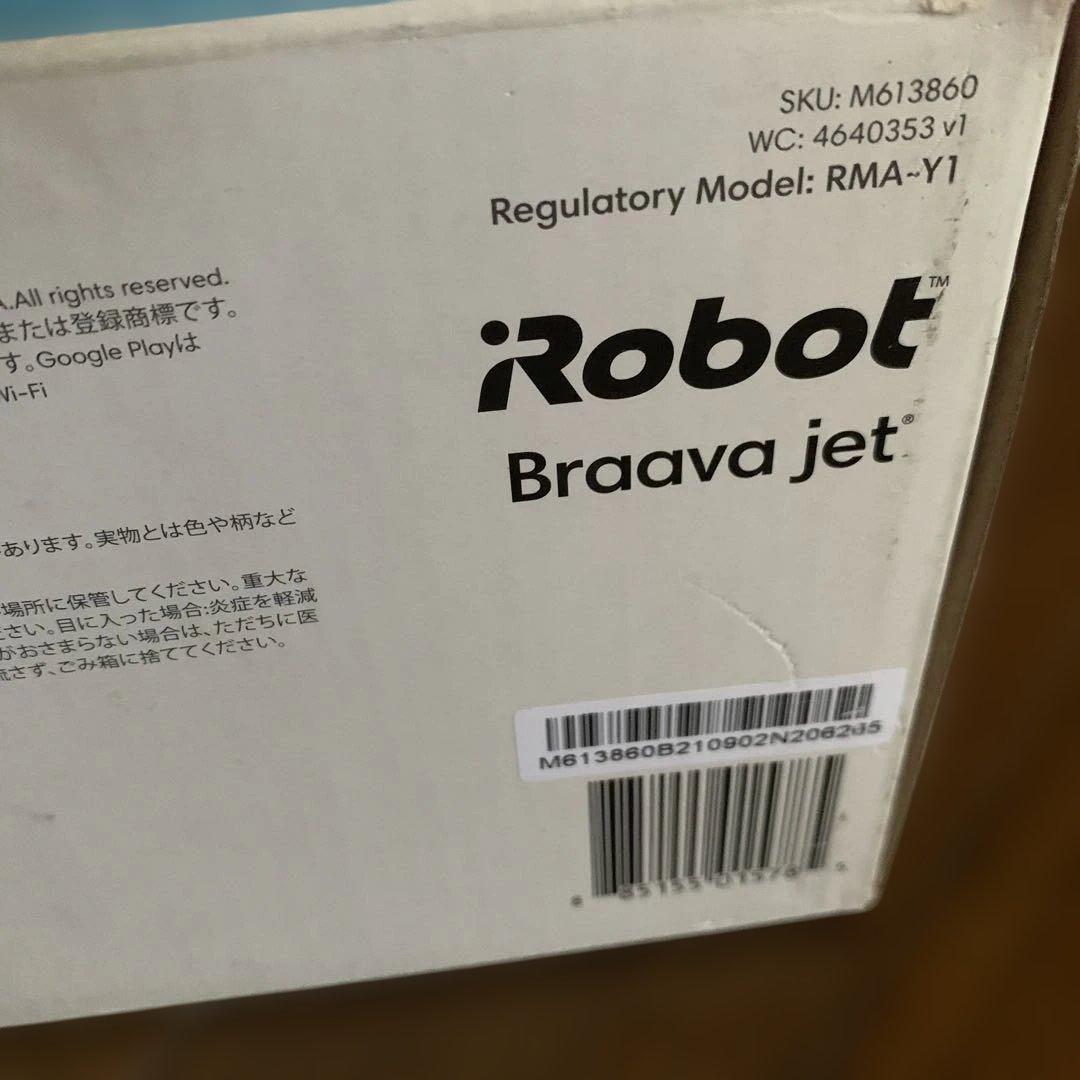 SKU: M613860
WC: 4640353 v1
Regulatory Model: RMA-Y1
All rights reserved.
または登録商標です。
す。Google Playは
Wi-Fi
iRobot™
Braava jet®
あります。実物とは色や柄など
場所に保管してください。重大な
ださい。目に入った場合:炎症を軽減
がおさまらない場合は、ただちに医
流さず、ごみ箱に捨ててください。